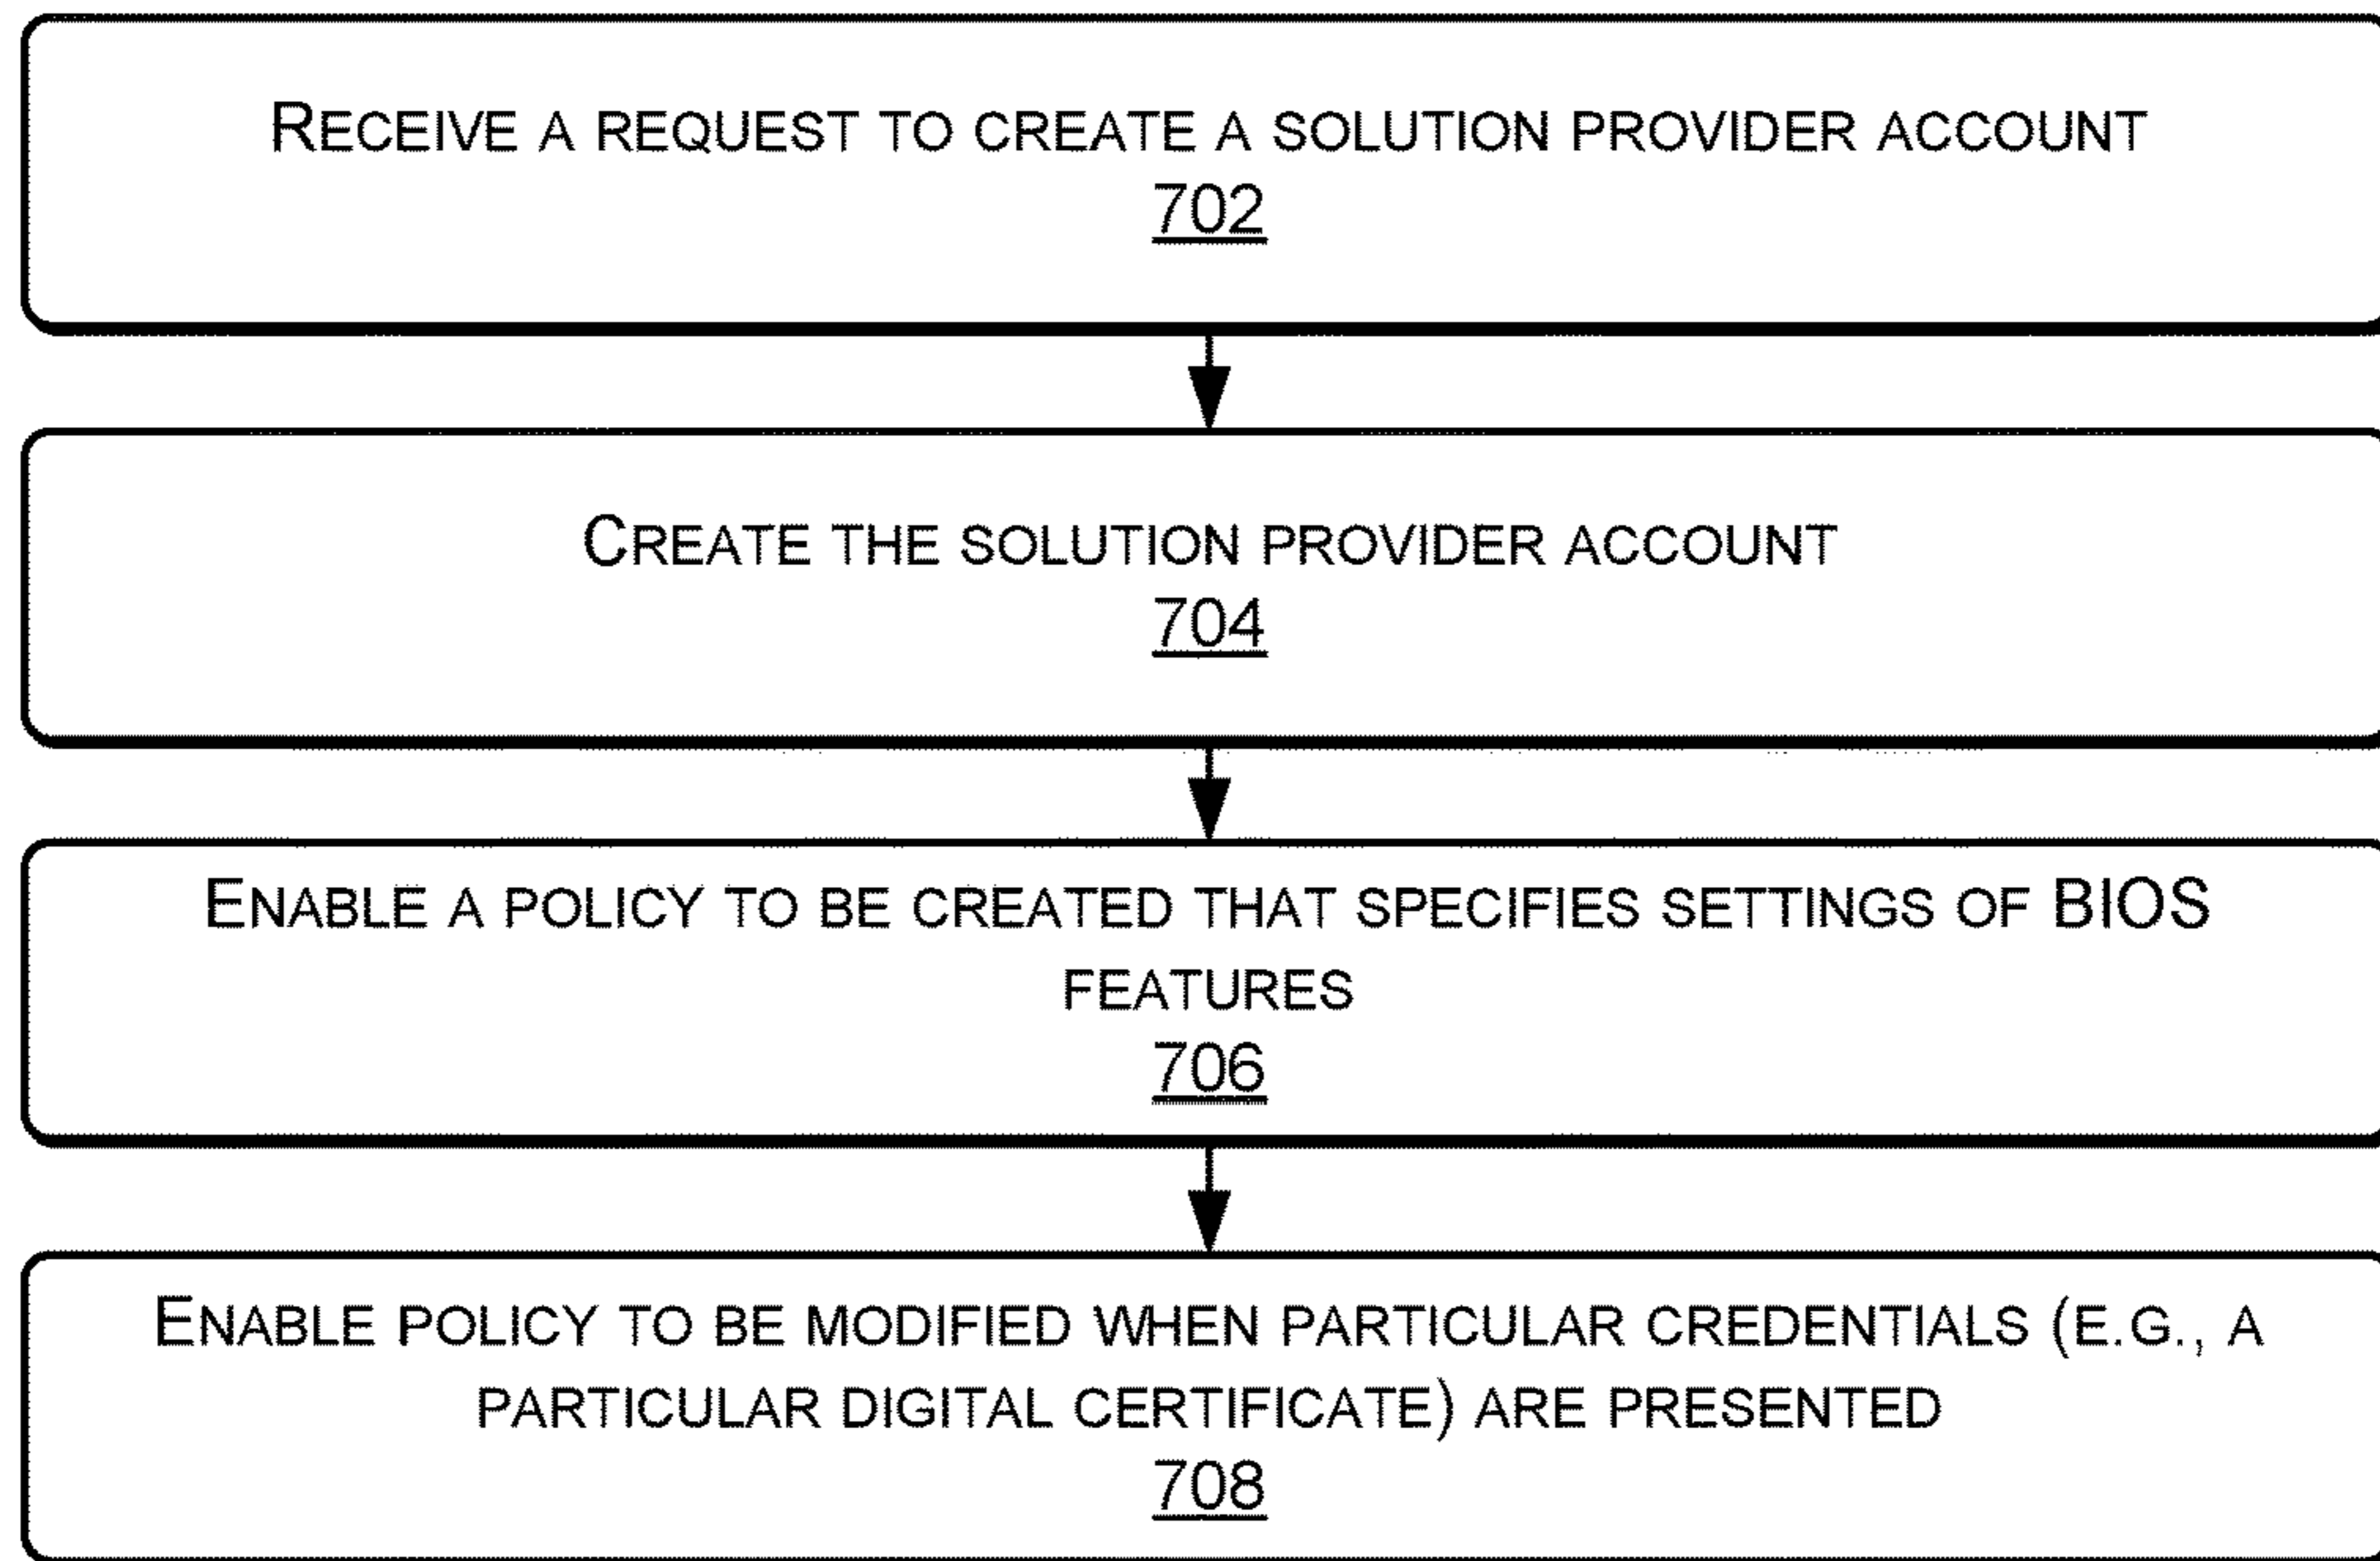 RECEIVE A REQUEST TO CREATE A SOLUTION PROVIDER ACCOUNT
702
CREATE THE SOLUTION PROVIDER ACCOUNT
704
ENABLE A POLICY TO BE CREATED THAT SPECIFIES SETTINGS OF BIOS
FEATURES
706
ENABLE POLICY TO BE MODIFIED WHEN PARTICULAR CREDENTIALS (E.G., A
PARTICULAR DIGITAL CERTIFICATE) ARE PRESENTED
708